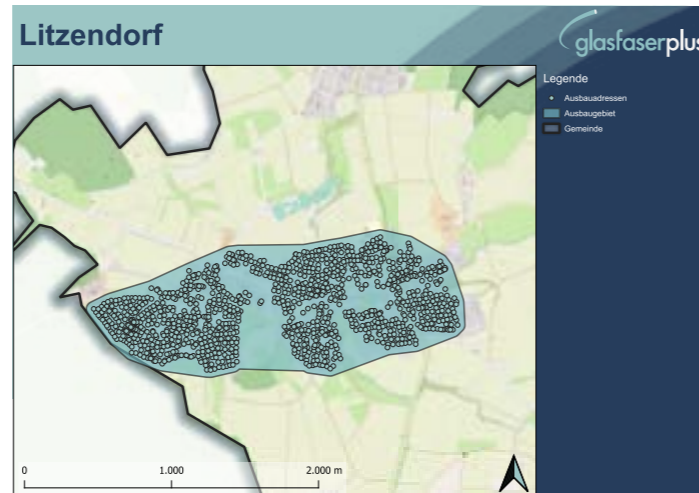 Litzendorf
glasfaserplus
Legende
Ausbauadressen
Ausbaugebiet
Gemeinde
0 1.000 2.000 m